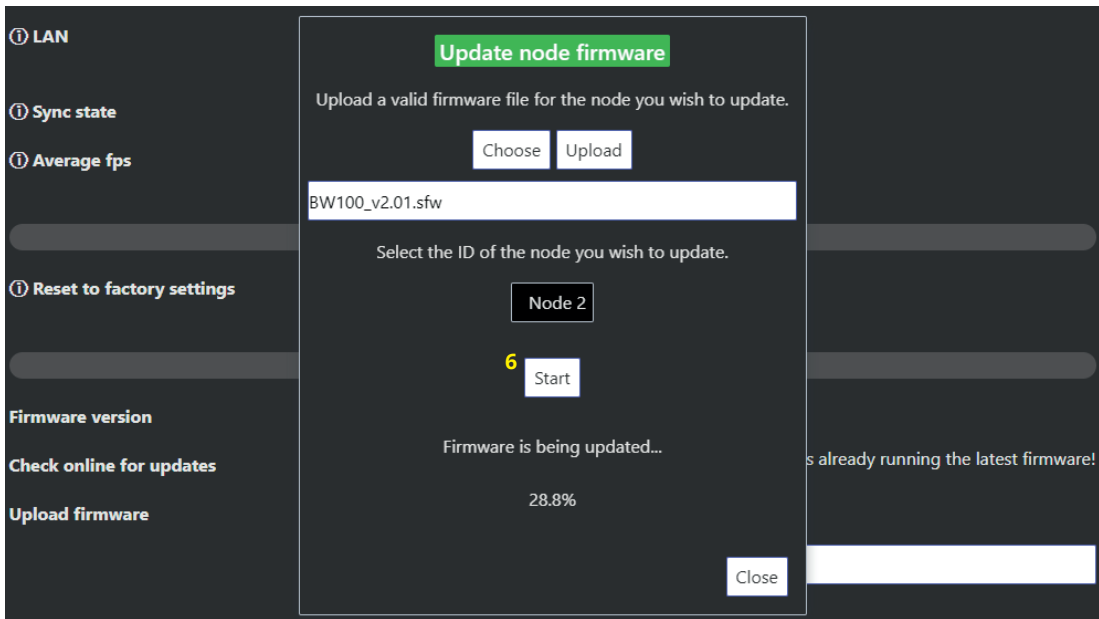 ⓘ LAN
ⓘ Sync state
ⓘ Average fps
ⓘ Reset to factory settings
Firmware version
Check online for updates
Upload firmware
Update node firmware
Upload a valid firmware file for the node you wish to update.
Choose Upload
BW100_v2.01.sfw
Select the ID of the node you wish to update.
Node 2
6 Start
Firmware is being updated...
28.8%
Close
already running the latest firmware!